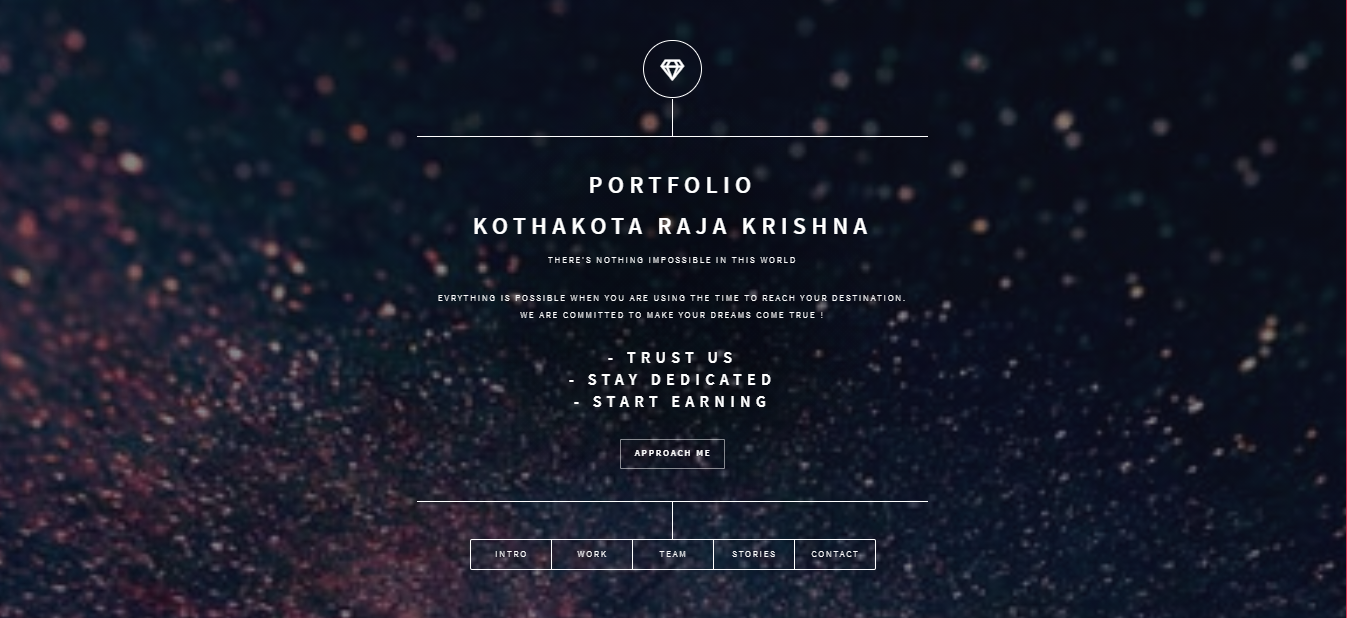 PORTFOLIO
KOTHAKOTA RAJA KRISHNA
THERE'S NOTHING IMPOSSIBLE IN THIS WORLD
EVRYTHING IS POSSIBLE WHEN YOU ARE USING THE TIME TO REACH YOUR DESTINATION.
WE ARE COMMITTED TO MAKE YOUR DREAMS COME TRUE !
- TRUST US
- STAY DEDICATED
- START EARNING
APPROACH ME
INTRO WORK TEAM STORIES CONTACT